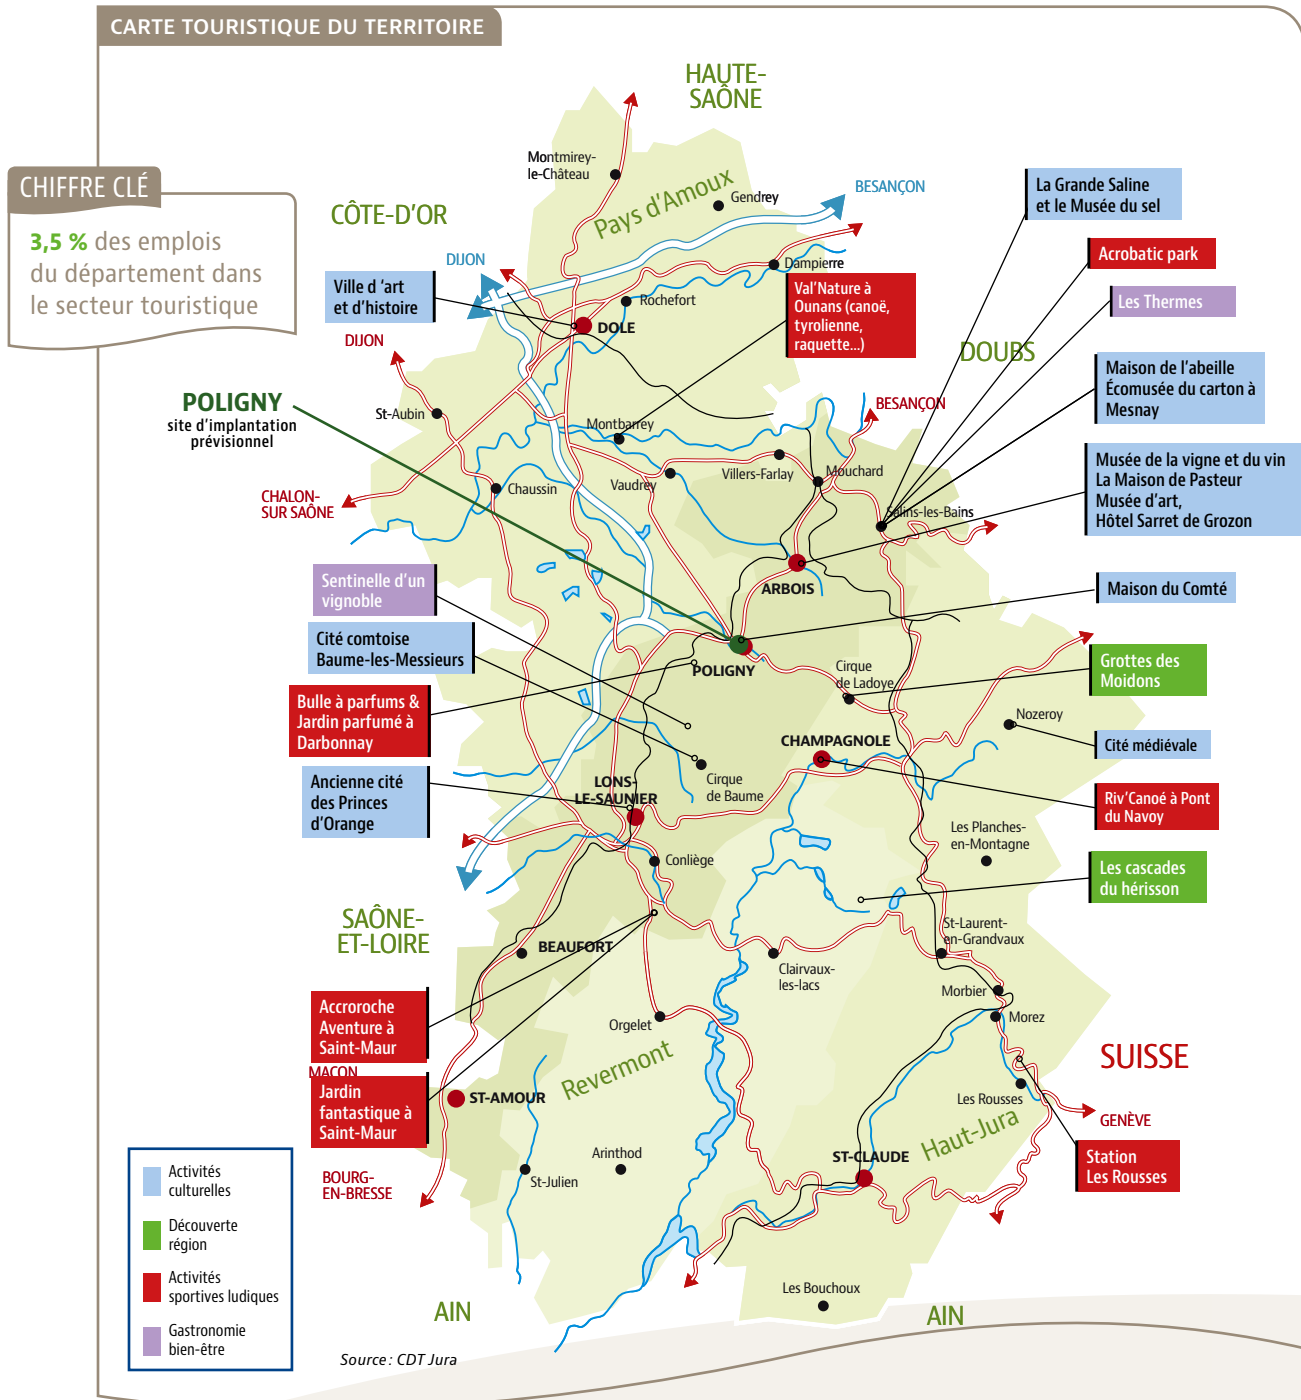 CARTE TOURISTIQUE DU TERRITOIRE
CHIFFRE CLÉ
3,5 % des emplois
du département dans
le secteur touristique
HAUTE-
SAÔNE
CÔTE-D'OR
Pays d'Amoux
Montmirey-
le-Château
Gendrey
BESANÇON
DIJON
Dampierre
Ville d 'art
et d'histoire
Rochefort
DOLE
Val'Nature à
Ounans (canoë,
tyrolienne,
raquette...)
La Grande Saline
et le Musée du sel
Acrobatic park
Les Thermes
DOUBS
DIJON
Maison de l'abeille
Écomusée du carton à
Mesnay
POLIGNY
site d'implantation
prévisionnel
St-Aubin
BESANÇON
Montbarrey
Villers-Farlay
Mouchard
Vaudrey
Chaussin
CHALON-
SUR SAÔNE
Salins-les-Bains
Musée de la vigne et du vin
La Maison de Pasteur
Musée d'art,
Hôtel Sarret de Grozon
Sentinelle d'un
vignoble
ARBOIS
Maison du Comté
Cité comtoise
Baume-les-Messieurs
POLIGNY
Cirque
de Ladoye
Grottes des
Moidons
Bulle à parfums &
Jardin parfumé à
Darbonnay
Nozeroy
CHAMPAGNOLE
Cité médiévale
Ancienne cité
des Princes
d'Orange
LONS-
LE-SAUNIER
Cirque
de Baume
Riv'Canoé à Pont
du Navoy
Les Planches-
en-Montagne
Conliège
Les cascades
du hérisson
SAÔNE-
ET-LOIRE
BEAUFORT
St-Laurent-
en-Grandvaux
Clairvaux-
les-lacs
Morbier
Accroroche
Aventure à
Saint-Maur
Orgelet
Morez
Revermont
SUISSE
MACON
Jardin
fantastique à
Saint-Maur
ST-AMOUR
Les Rousses
GENÈVE
Haut-Jura
Arinthod
ST-CLAUDE
Station
Les Rousses
BOURG-
EN-BRESSE
St-Julien
Activités
culturelles
Découverte
région
Activités
sportives ludiques
Gastronomie
bien-être
Les Bouchoux
AIN
AIN
Source : CDT Jura